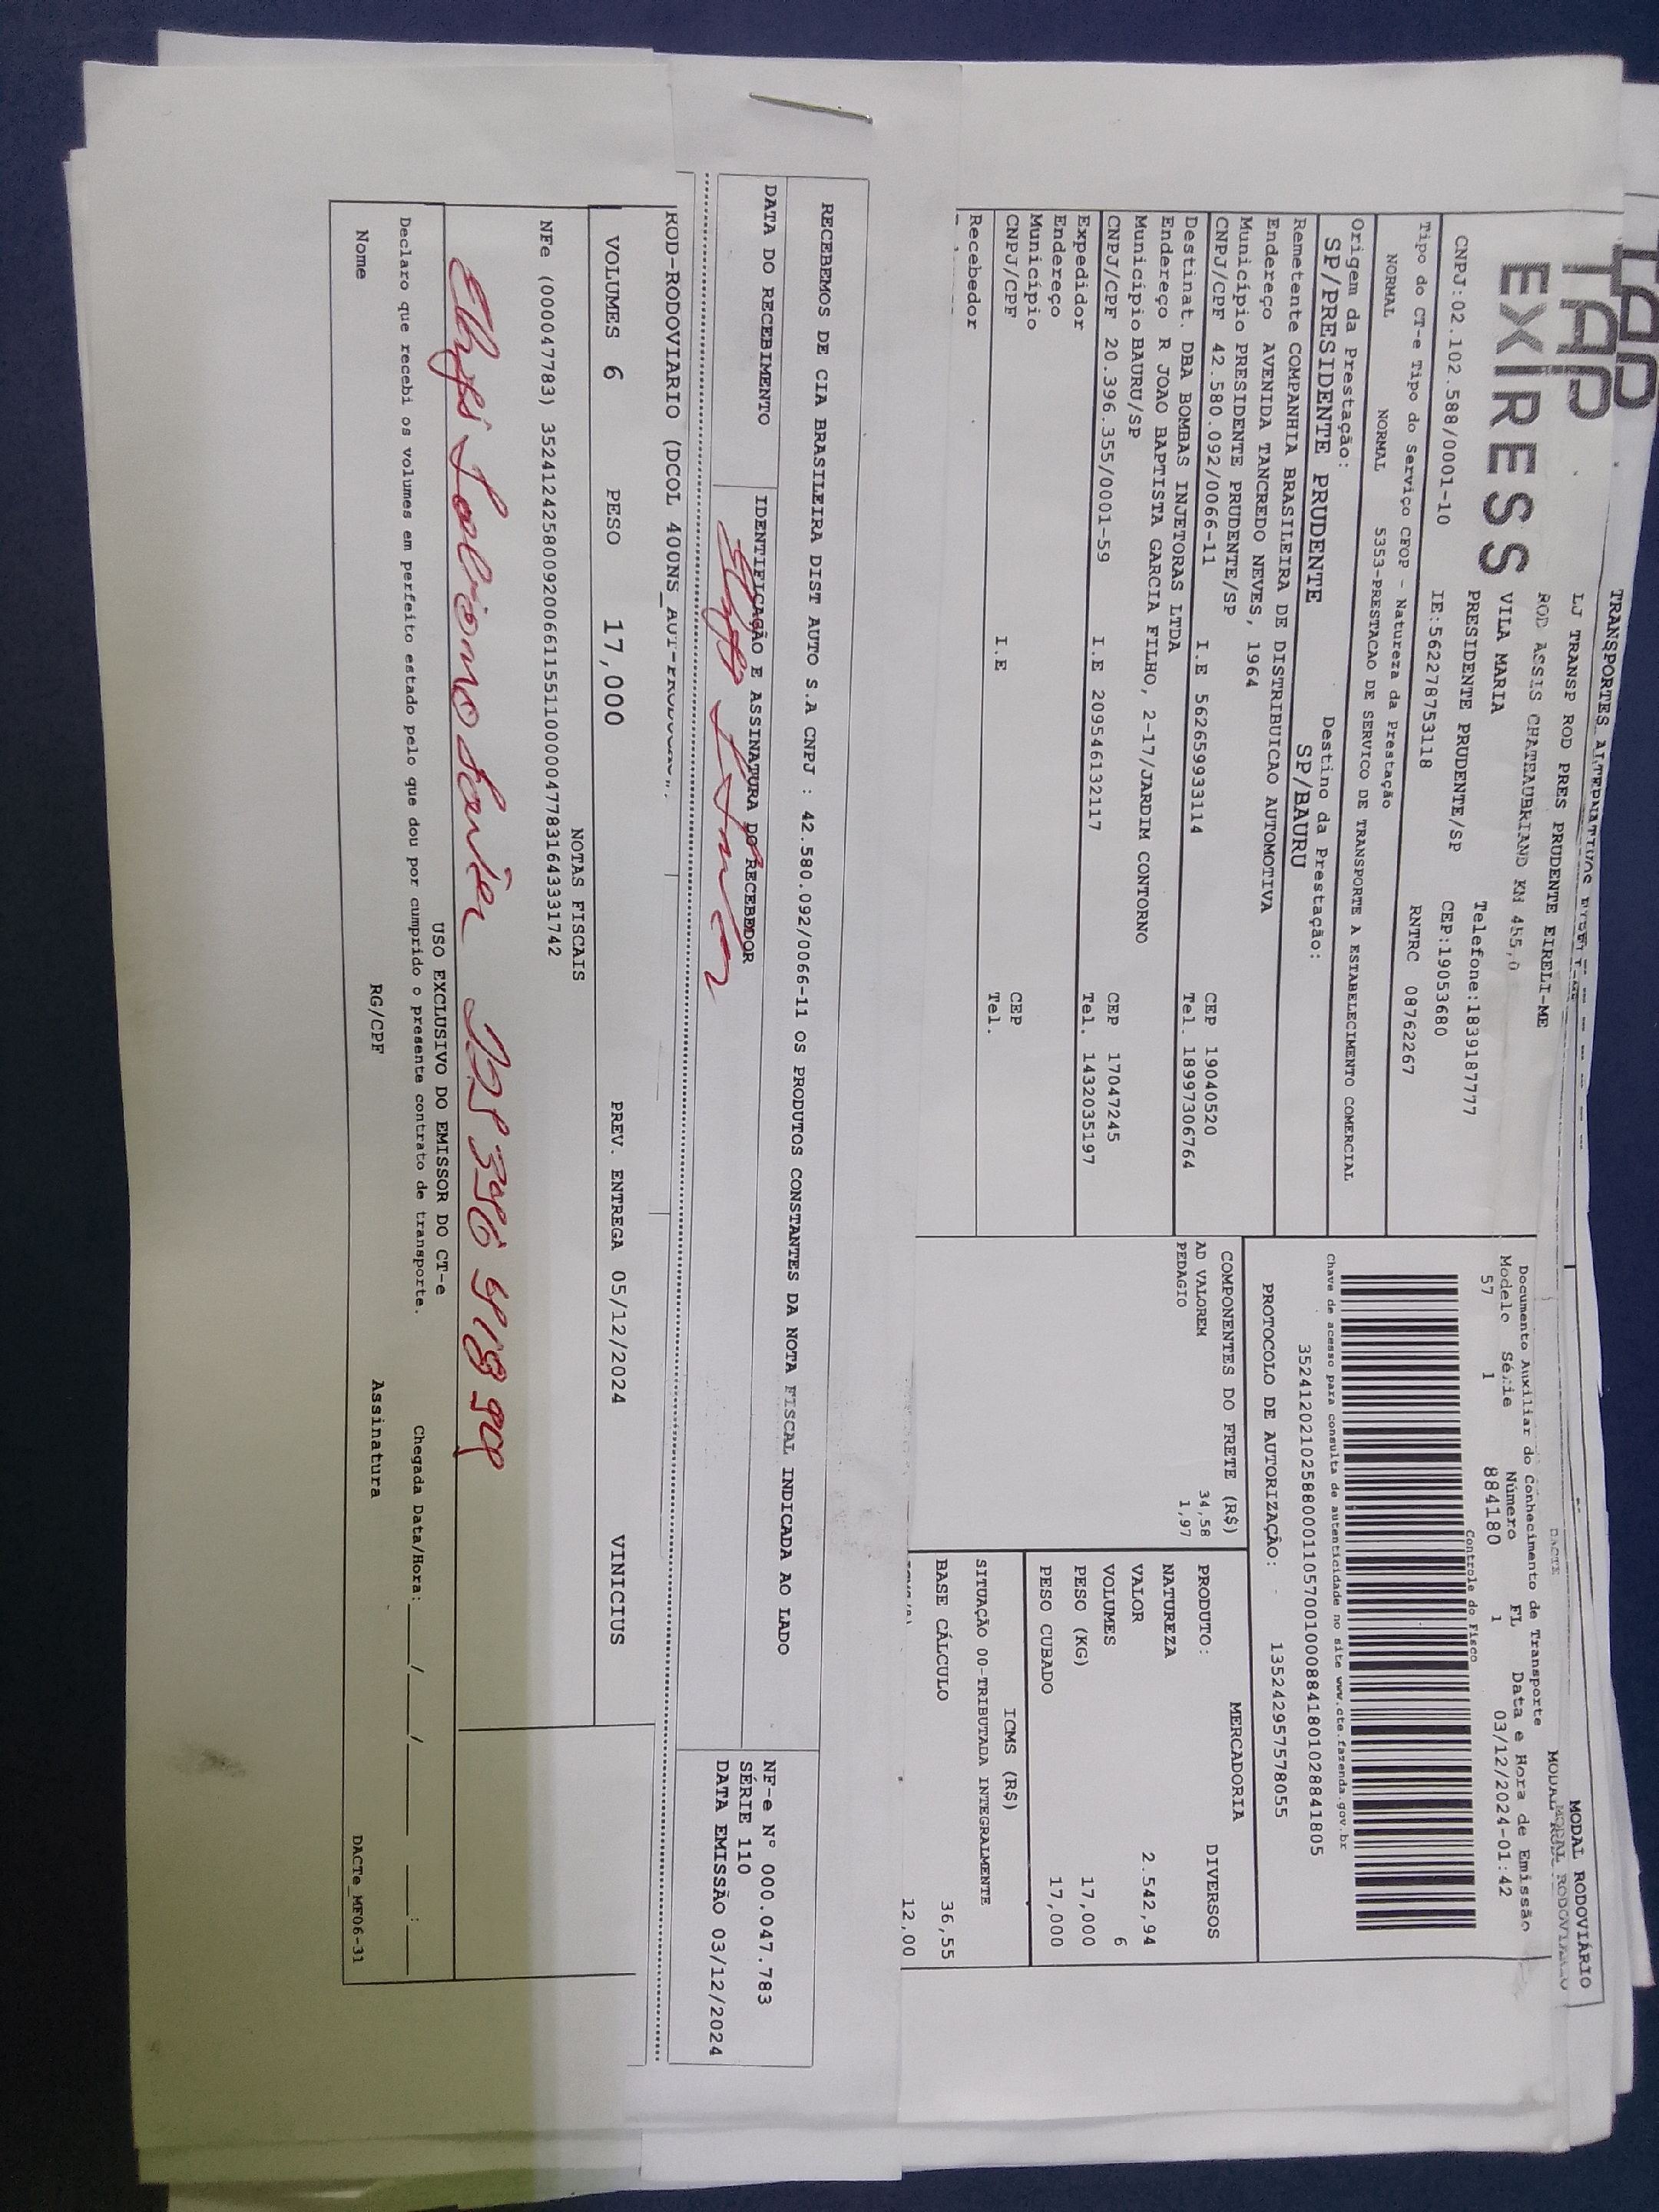 TRANSPORTES
LJ TRANSP ROD PRES PRUDENTE EIRELI-ME
TAP
EXPRESS
ROD ASSIS CHATEAUBRIAND KM 455,0
VILA MARIA
PRESIDENTE PRUDENTE/SP
Telefone:1839187777
CNPJ:02.102.588/0001-10
IE:562278753118
CEP:19053680
RNTRC 08762267
Tipo do CT-e Tipo do Serviço CFOP - Natureza da Prestação
NORMAL NORMAL 5353-PRESTACAO DE SERVICO DE TRANSPORTE A ESTABELECIMENTO COMERCIAL
Origem da Prestação: Destino da Prestação:
SP/PRESIDENTE PRUDENTE SP/BAURU
Remetente COMPANHIA BRASILEIRA DE DISTRIBUICAO AUTOMOTIVA
Endereço AVENIDA TANCREDO NEVES, 1964
Município PRESIDENTE PRUDENTE/SP CEP 19040520
CNPJ/CPF 42.580.092/0066-11 I.E 562659933114 Tel. 18997306764
Destinat. DBA BOMBAS INJETORAS LTDA
Endereço R JOAO BAPTISTA GARCIA FILHO, 2-17/JARDIM CONTORNO
Município BAURU/SP CEP 17047245
CNPJ/CPF 20.396.355/0001-59 I.E 209546132117 Tel. 1432035197
Expedidor
Endereço
Município CEP
CNPJ/CPF I.E Tel.
Recebedor
MODAL RODOVIÁRIO
DACTE
Documento Auxiliar do Conhecimento de Transporte
Modelo Série Número FL Data e Hora de Emissão
57 1 884180 1 03/12/2024-01:42
Controle do Fisco
Chave de acesso para consulta de autenticidade no site www.cte.fazenda.gov.br
35241202102588000110570010008841801028841805
PROTOCOLO DE AUTORIZAÇÃO: 135242957578055
COMPONENTES DO FRETE (R$)
AD VALOREM 34,58
PEDAGIO 1,97
MERCADORIA
PRODUTO: DIVERSOS
NATUREZA
VALOR 2.542,94
VOLUMES 6
PESO (KG) 17,000
PESO CUBADO 17,000
ICMS (R$)
SITUAÇÃO 00-TRIBUTADA INTEGRALMENTE
BASE CÁLCULO 36,55
12,00
RECEBEMOS DE CIA BRASILEIRA DIST AUTO S.A CNPJ : 42.580.092/0066-11 OS PRODUTOS CONSTANTES DA NOTA FISCAL INDICADA AO LADO
DATA DO RECEBIMENTO IDENTIFICAÇÃO E ASSINATURA DO RECEBEDOR
NF-e N° 000.047.783
SÉRIE 110
DATA EMISSÃO 03/12/2024
ROD-RODOVIARIO (DCOL 400UNS_AUT-PRODUCAO
VOLUMES 6 PESO 17,000 PREV. ENTREGA 05/12/2024 VINICIUS
NOTAS FISCAIS
NFe (000047783) 35241242580092006611551100000477831643331742
USO EXCLUSIVO DO EMISSOR DO CT-e
Declaro que recebi os volumes em perfeito estado pelo que dou por cumprido o presente contrato de transporte. Chegada Data/Hora:___/___/____ __:__
Nome RG/CPF Assinatura
DACTe_MF06-31